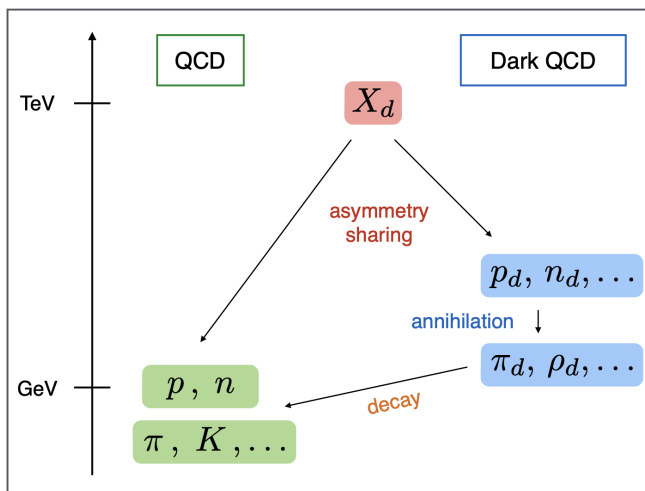 QCD
Dark QCD
TeV
X_d
asymmetry
sharing
p_d, n_d, ...
annihilation
π_d, ρ_d, ...
GeV
p, n
decay
π, K, ...